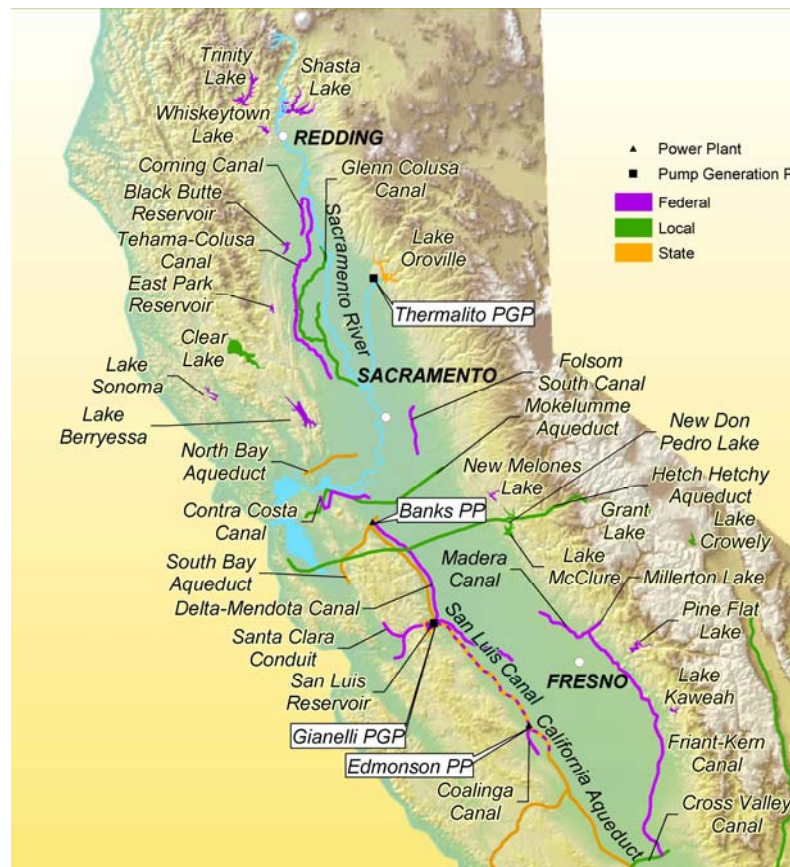 Trinity
Lake
Shasta
Lake
Whiskeytown
Lake
REDDING
Power Plant
Pump Generation P
Federal
Local
State
Corning Canal
Glenn Colusa
Canal
Black Butte
Reservoir
Sacramento River
Tehama-Colusa
Canal
Lake
Oroville
East Park
Reservoir
Thermalito PGP
Clear
Lake
Lake
Sonoma
SACRAMENTO
Folsom
South Canal
Mokelumme
Aqueduct
Lake
Berryessa
New Don
Pedro Lake
North Bay
Aqueduct
New Melones
Lake
Hetch Hetchy
Aqueduct
Contra Costa
Canal
Banks PP
Grant
Lake
Lake
Crowely
South Bay
Aqueduct
Madera
Canal
Lake
McClure
Millerton Lake
Delta-Mendota Canal
San Luis Canal
Pine Flat
Lake
Santa Clara
Conduit
San Luis
Reservoir
FRESNO
Lake
Kaweah
Gianelli PGP
California Aqueduct
Friant-Kern
Canal
Edmonson PP
Coalinga
Canal
Cross Valley
Canal